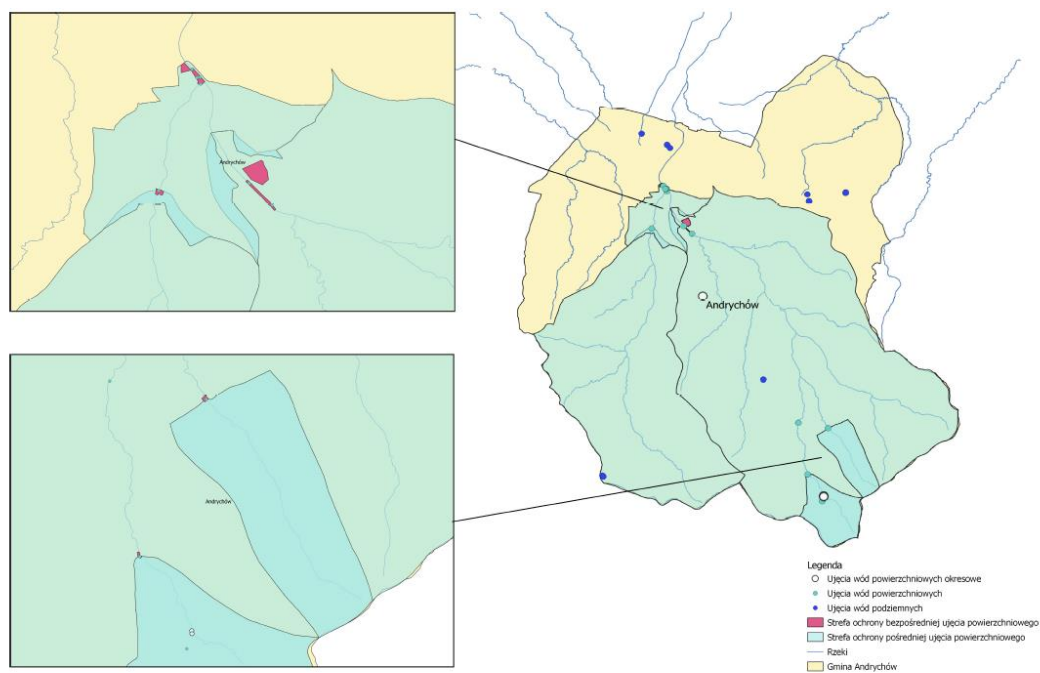 Andrychów
Andrychów
Andrychów
Legenda
Ujęcia wód powierzchniowych okresowe
Ujęcia wód powierzchniowych
Ujęcia wód podziemnych
Strefa ochrony bezpośredniej ujęcia powierzchniowego
Strefa ochrony pośredniej ujęcia powierzchniowego
Rzeki
Gmina Andrychów